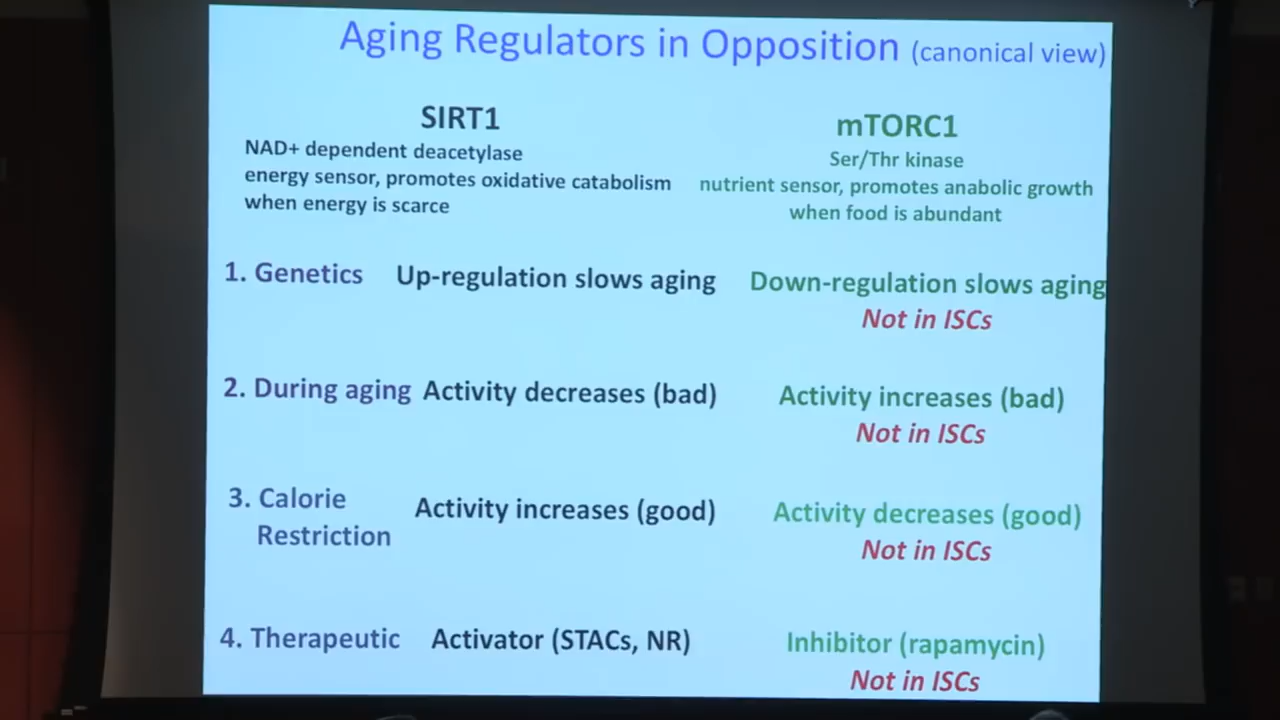 Aging Regulators in Opposition (canonical view)
SIRT1
NAD+ dependent deacetylase
energy sensor, promotes oxidative catabolism
when energy is scarce
mTORC1
Ser/Thr kinase
nutrient sensor, promotes anabolic growth
when food is abundant
1. Genetics Up-regulation slows aging Down-regulation slows aging
Not in ISCs
2. During aging Activity decreases (bad) Activity increases (bad)
Not in ISCs
3. Calorie Activity increases (good) Activity decreases (good)
Restriction Not in ISCs
4. Therapeutic Activator (STACs, NR) Inhibitor (rapamycin)
Not in ISCs